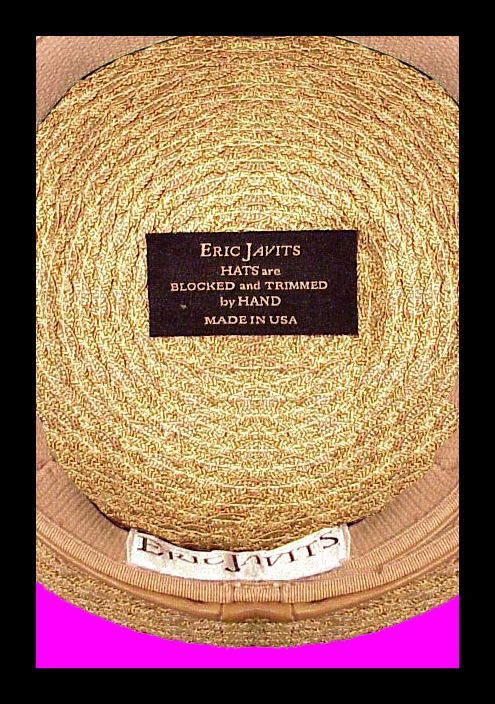 ERIC JAVITS
HATS are
BLOCKED and TRIMMED
by HAND
MADE IN USA
ERIC JAVITS